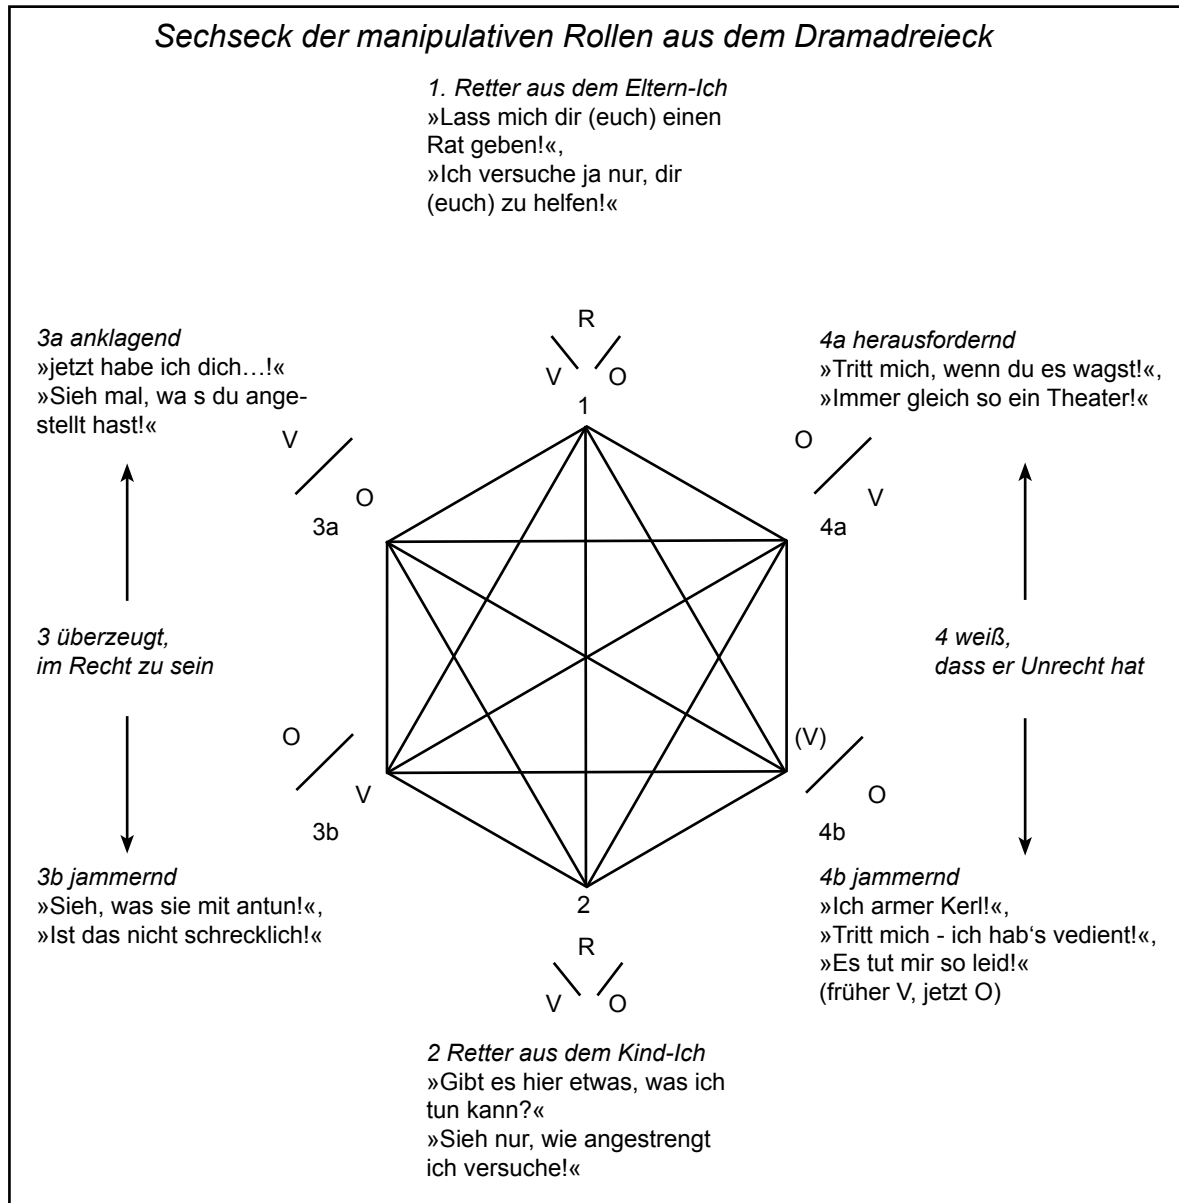 Sechseck der manipulativen Rollen aus dem Dramadreieck
1. Retter aus dem Eltern-Ich
»Lass mich dir (euch) einen
Rat geben!«,
»Ich versuche ja nur, dir
(euch) zu helfen!«
3a anklagend
»jetzt habe ich dich...!«
»Sieh mal, wa s du ange-
stellt hast!«
R
V O
1
4a herausfordernd
»Tritt mich, wenn du es wagst!«,
»Immer gleich so ein Theater!«
V
O
3a
O
V
4a
3 überzeugt,
im Recht zu sein
4 weiß,
dass er Unrecht hat
O
V
3b
(V)
O
4b
3b jammernd
»Sieh, was sie mit antun!«,
»Ist das nicht schrecklich!«
2
R
V O
4b jammernd
»Ich armer Kerl!«,
»Tritt mich - ich hab‘s vedient!«,
»Es tut mir so leid!«
(früher V, jetzt O)
2 Retter aus dem Kind-Ich
»Gibt es hier etwas, was ich
tun kann?«
»Sieh nur, wie angestrengt
ich versuche!«